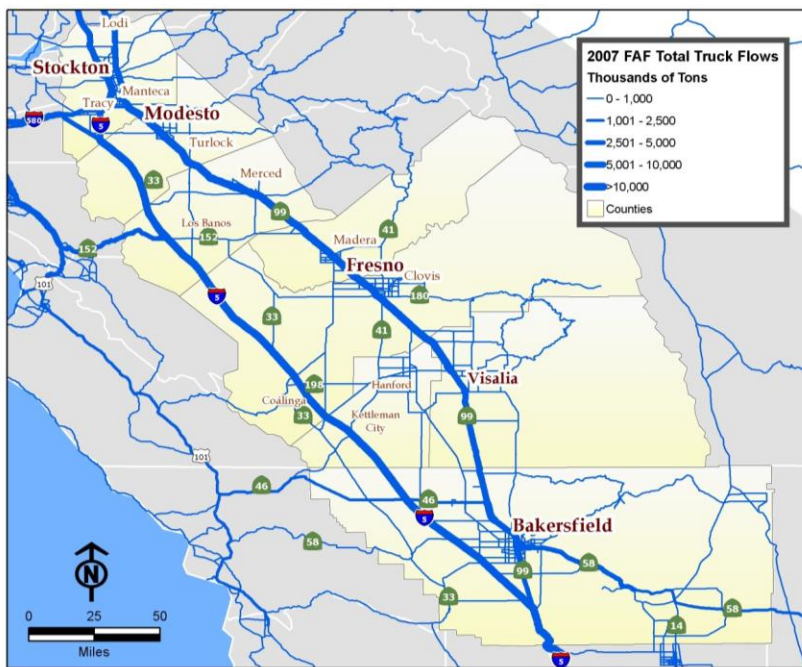 Lodi
Stockton
Manteca
Tracy
580
5
Modesto
Turlock
33
Merced
99
41
Los Banos
152
152
Madera
Fresno
Clovis
180
101
5
33
41
198
Hanford
Visalia
Coalinga
33
Kettleman
City
99
101
46
46
5
58
Bakersfield
99
58
33
58
14
5
2007 FAF Total Truck Flows
Thousands of Tons
0 - 1,000
1,001 - 2,500
2,501 - 5,000
5,001 - 10,000
>10,000
Counties
N
0 25 50
Miles